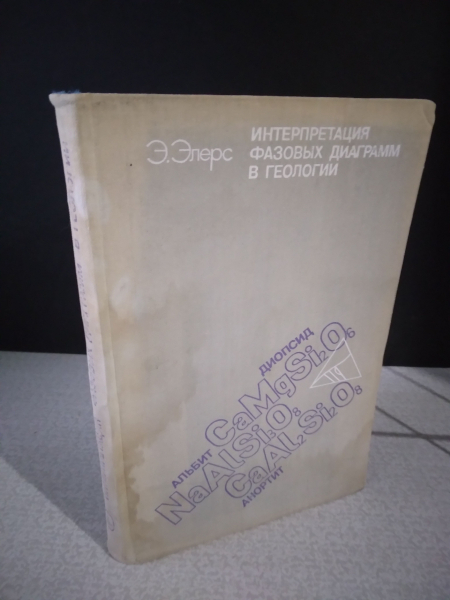 Э. Элерс
ИНТЕРПРЕТАЦИЯ
ФАЗОВЫХ ДИАГРАММ
В ГЕОЛОГИИ
ДИОПСИД
CaMgSi₂O₆
АЛЬБИТ
NaAlSi₃O₈
CaAl₂Si₂O₈
АНОРТИТ